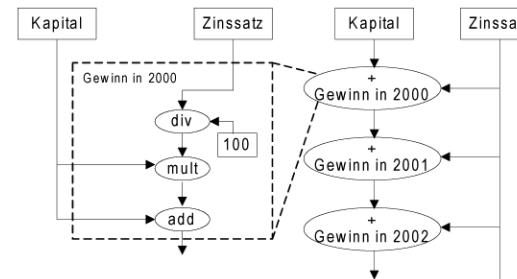 Kapital
Zinssatz
Kapital
Zinssa
Gewinn in 2000
div
100
mult
add
+
Gewinn in 2000
+
Gewinn in 2001
+
Gewinn in 2002